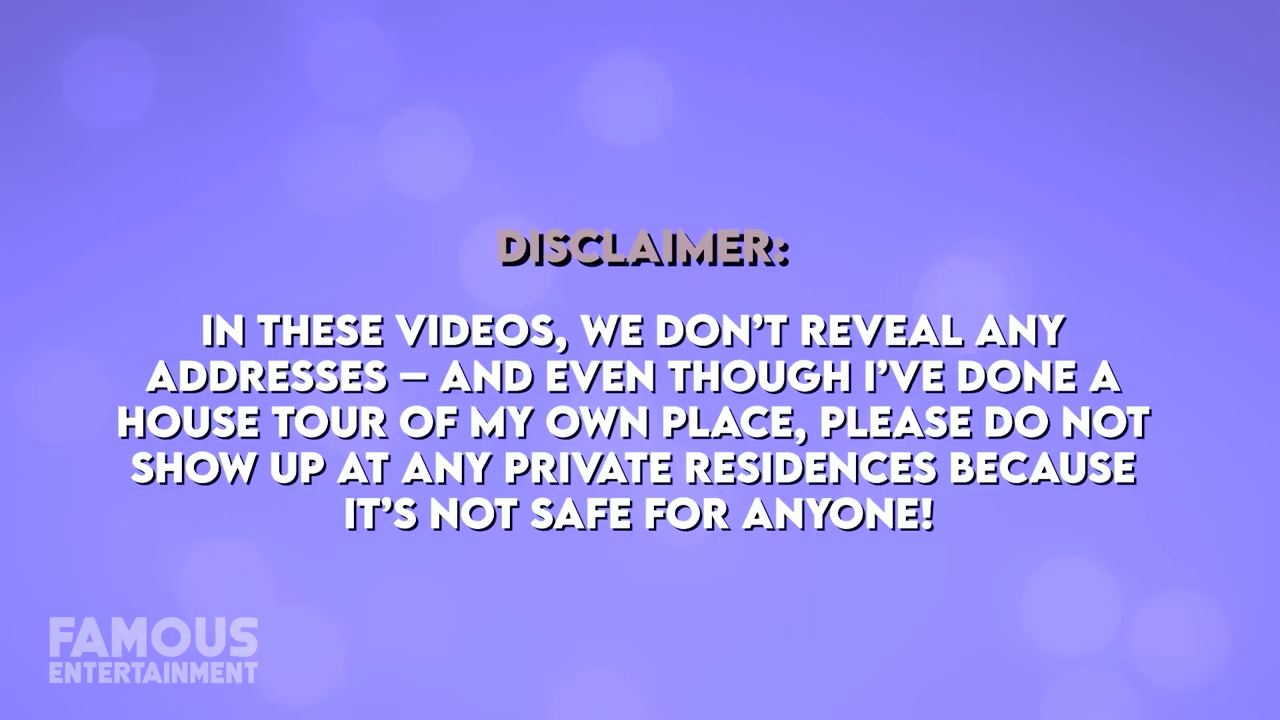 DISCLAIMER:
IN THESE VIDEOS, WE DON'T REVEAL ANY
ADDRESSES – AND EVEN THOUGH I'VE DONE A
HOUSE TOUR OF MY OWN PLACE, PLEASE DO NOT
SHOW UP AT ANY PRIVATE RESIDENCES BECAUSE
IT'S NOT SAFE FOR ANYONE!
FAMOUS
ENTERTAINMENT